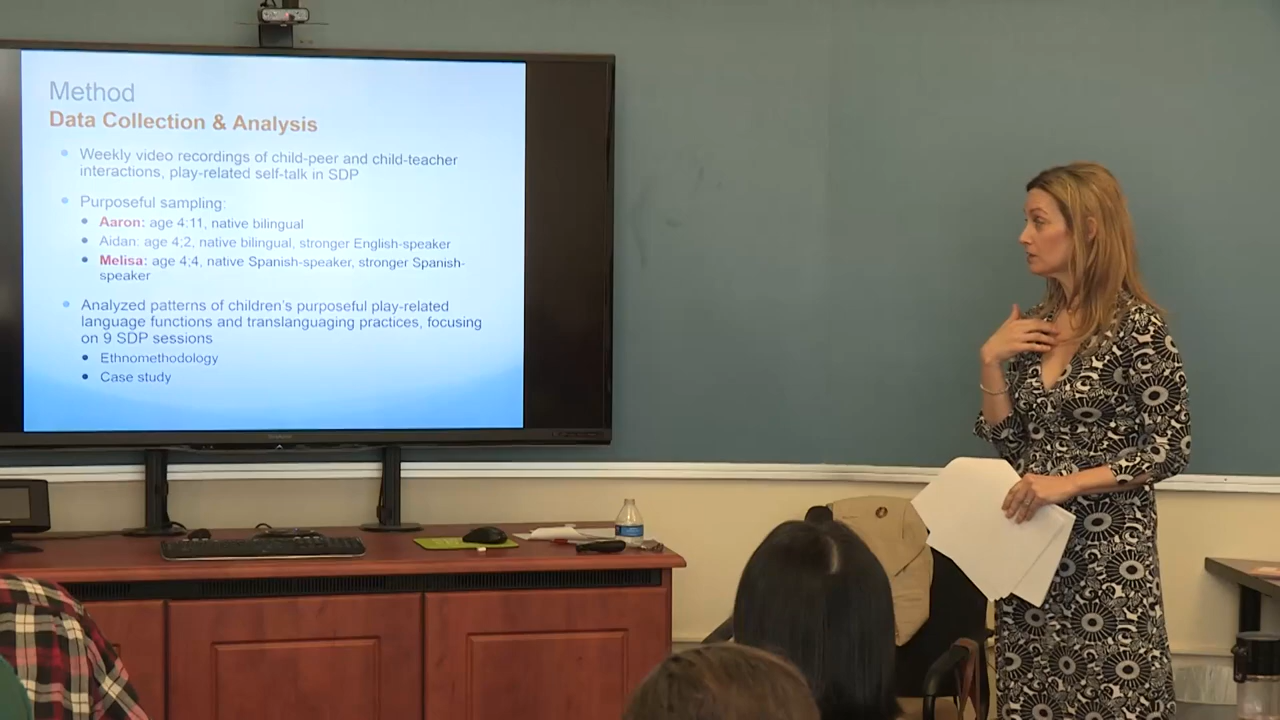 Method
Data Collection & Analysis
Weekly video recordings of child-peer and child-teacher
interactions, play-related self-talk in SDP
Purposeful sampling:
Aaron: age 4:11, native bilingual
Aidan: age 4;2, native bilingual, stronger English-speaker
Melisa: age 4;4, native Spanish-speaker, stronger Spanish-
speaker
Analyzed patterns of children's purposeful play-related
language functions and translanguaging practices, focusing
on 9 SDP sessions
Ethnomethodology
Case study